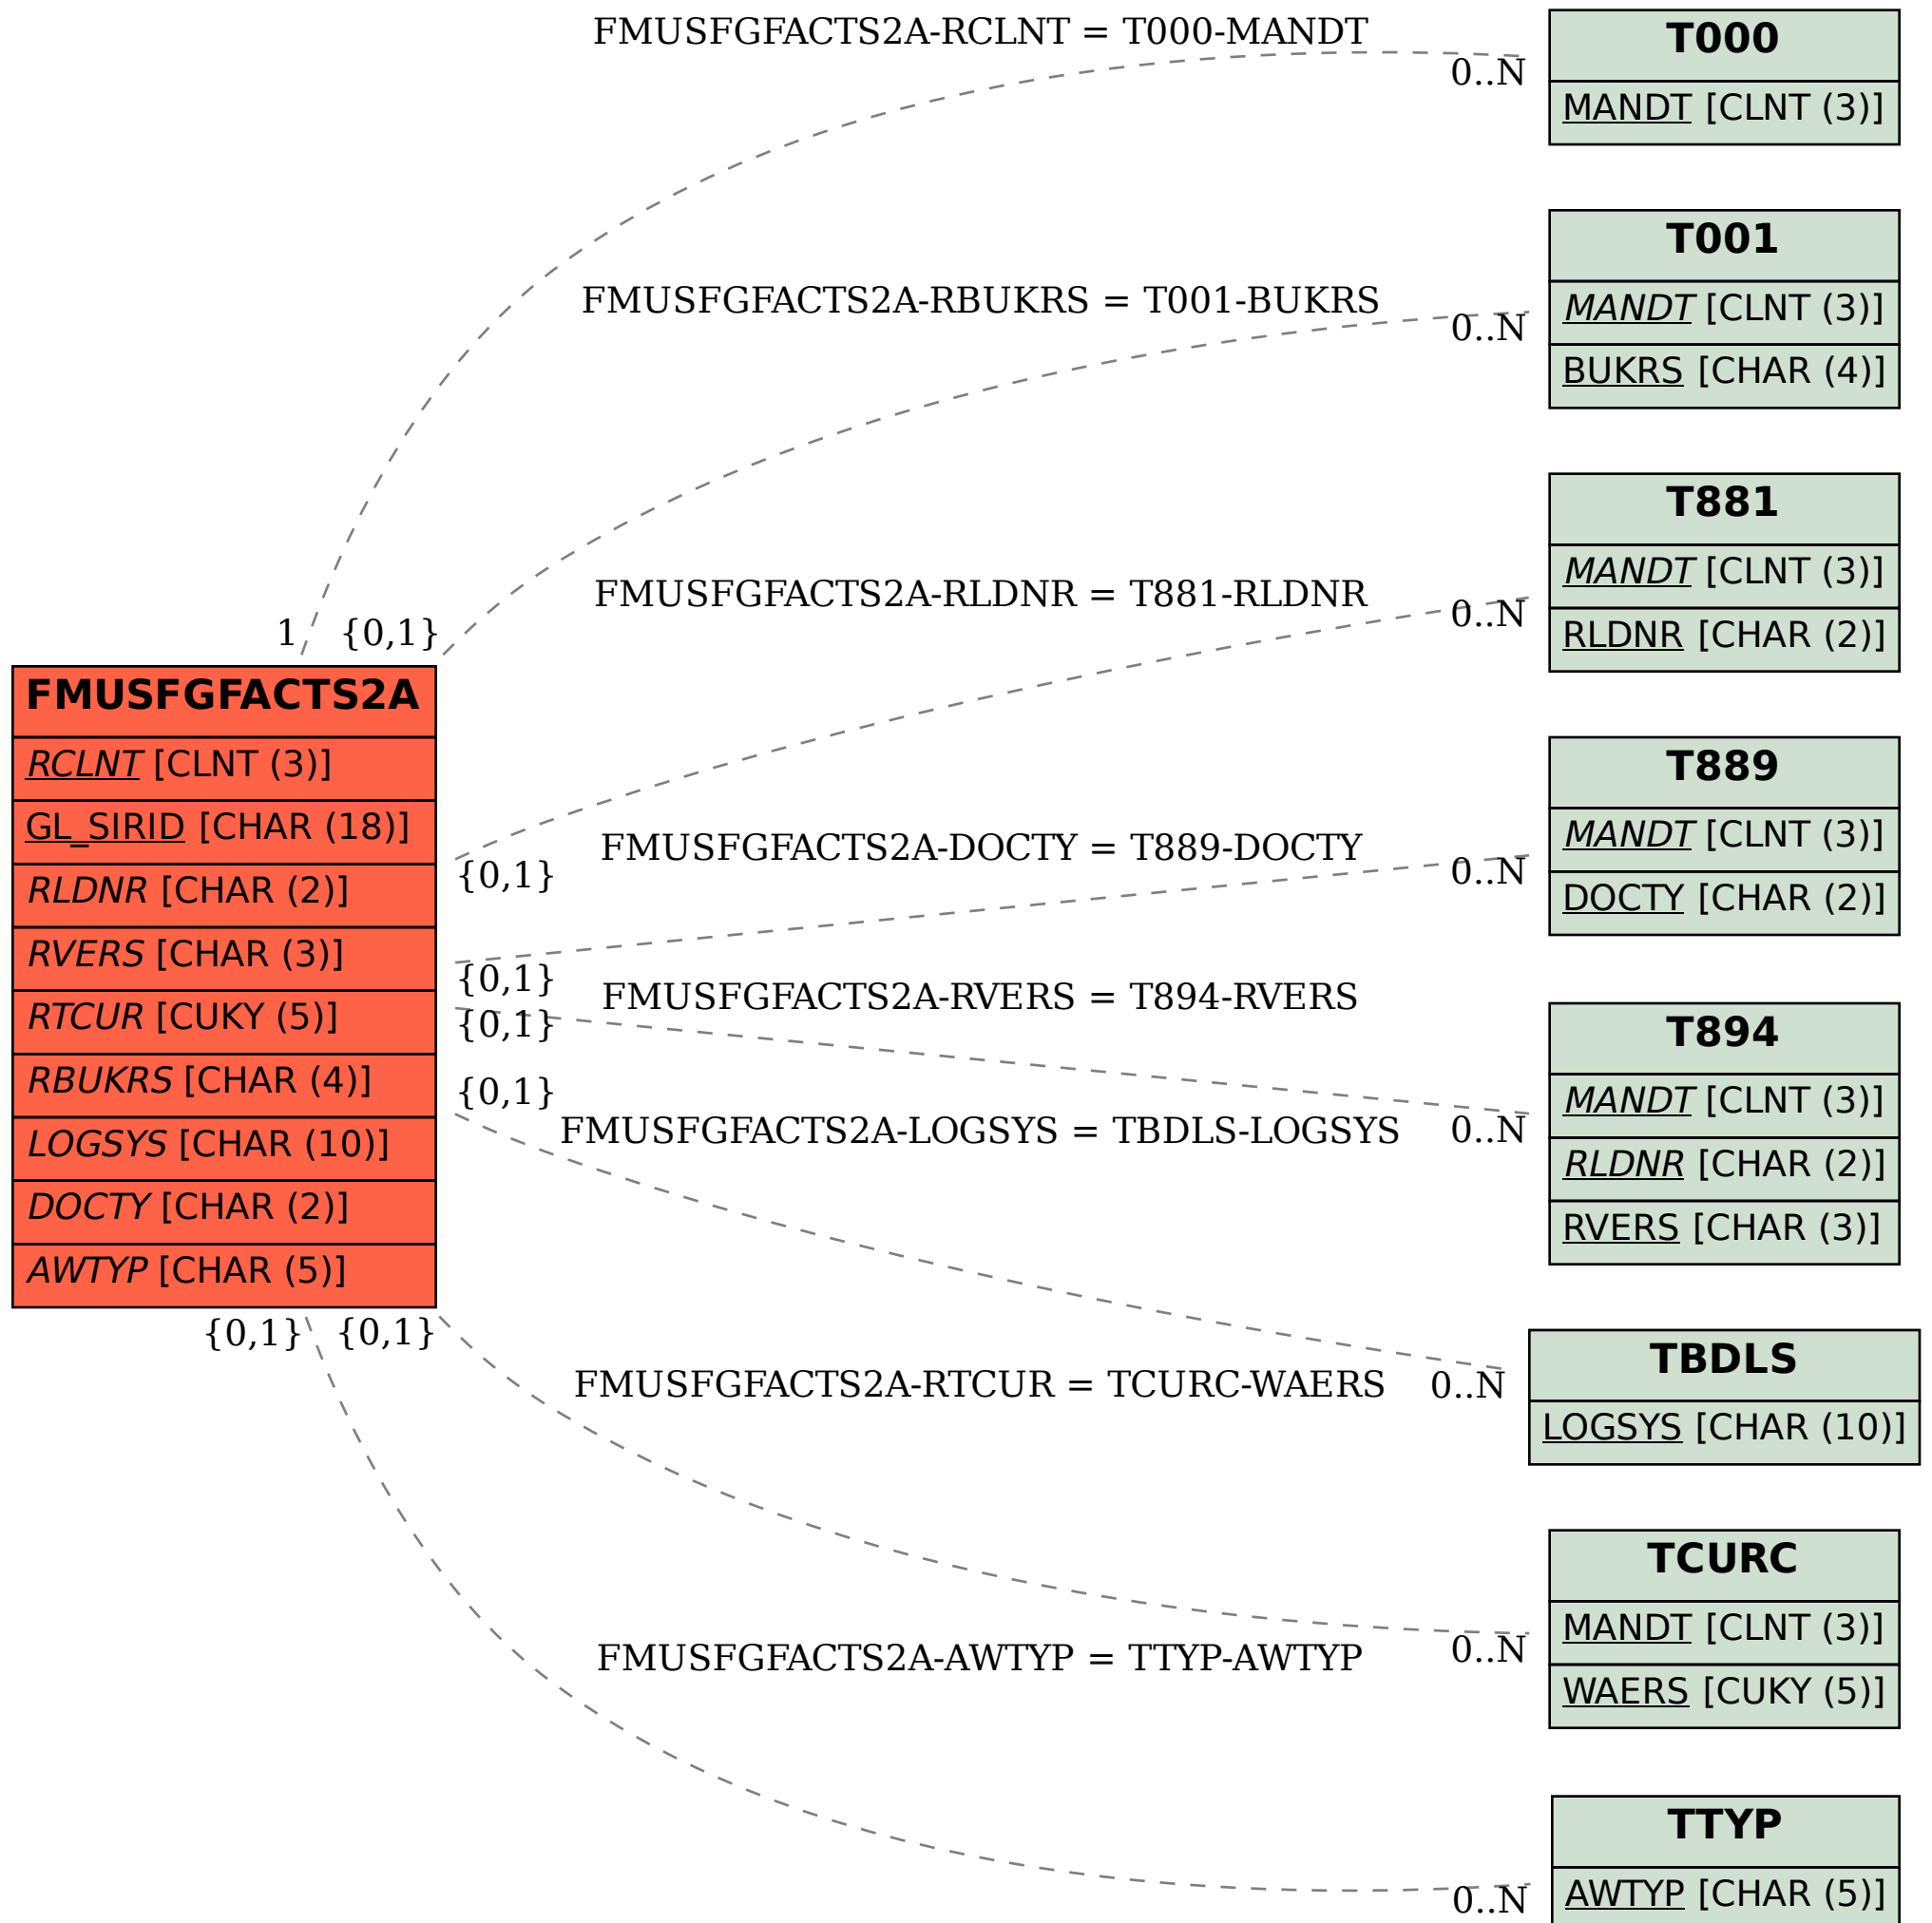 FMUSFGFACTS2A-RCLNT = T000-MANDT
0..N
T000
MANDT [CLNT (3)]
FMUSFGFACTS2A-RBUKRS = T001-BUKRS
0..N
T001
MANDT [CLNT (3)]
BUKRS [CHAR (4)]
FMUSFGFACTS2A-RLDNR = T881-RLDNR
0..N
T881
MANDT [CLNT (3)]
RLDNR [CHAR (2)]
1 {0,1}
FMUSFGFACTS2A
RCLNT [CLNT (3)]
GL_SIRID [CHAR (18)]
RLDNR [CHAR (2)]
RVERS [CHAR (3)]
RTCUR [CUKY (5)]
RBUKRS [CHAR (4)]
LOGSYS [CHAR (10)]
DOCTY [CHAR (2)]
AWTYP [CHAR (5)]
{0,1} {0,1}
{0,1}
FMUSFGFACTS2A-DOCTY = T889-DOCTY
0..N
T889
MANDT [CLNT (3)]
DOCTY [CHAR (2)]
{0,1}
FMUSFGFACTS2A-RVERS = T894-RVERS
{0,1}
0..N
T894
MANDT [CLNT (3)]
RLDNR [CHAR (2)]
RVERS [CHAR (3)]
{0,1}
FMUSFGFACTS2A-LOGSYS = TBDLS-LOGSYS
0..N
TBDLS
LOGSYS [CHAR (10)]
FMUSFGFACTS2A-RTCUR = TCURC-WAERS
0..N
TCURC
MANDT [CLNT (3)]
WAERS [CUKY (5)]
FMUSFGFACTS2A-AWTYP = TTYP-AWTYP
0..N
TTYP
AWTYP [CHAR (5)]